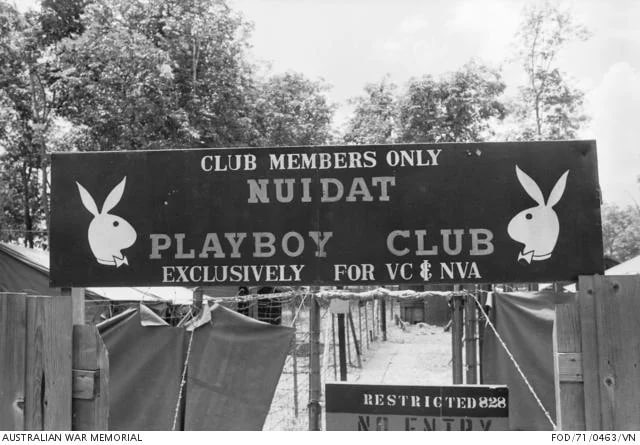 CLUB MEMBERS ONLY
NUIDAT
PLAYBOY CLUB
EXCLUSIVELY FOR VC & NVA
RESTRICTED 828
NO ENTRY
AUSTRALIAN WAR MEMORIAL
FOD/71/0463/VN